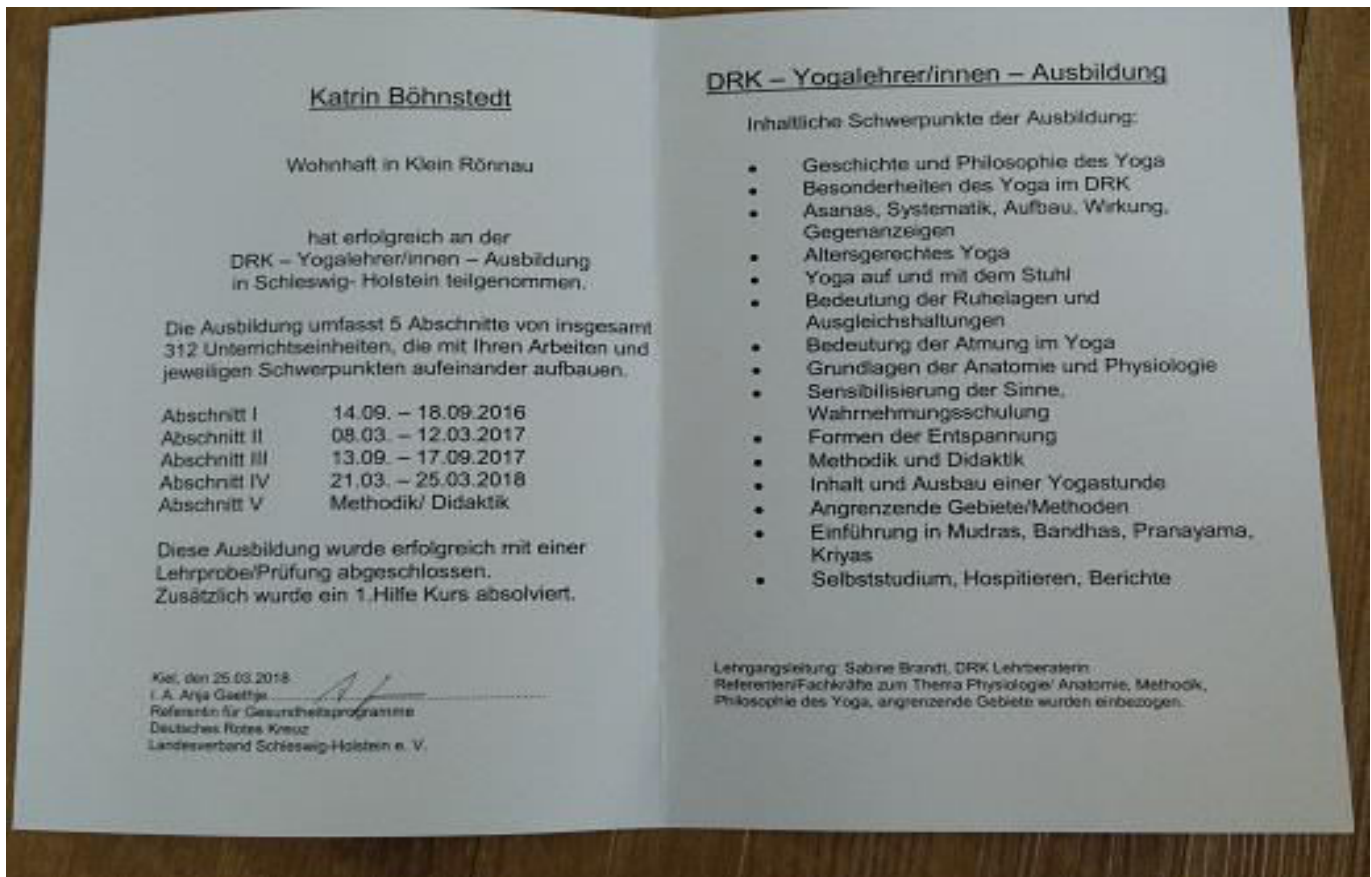 Katrin Böhnstedt
Wohnhaft in Klein Rönnau
hat erfolgreich an der
DRK – Yogalehrer/innen – Ausbildung
in Schleswig- Holstein teilgenommen.
Die Ausbildung umfasst 5 Abschnitte von insgesamt
312 Unterrichtseinheiten, die mit Ihren Arbeiten und
jeweiligen Schwerpunkten aufeinander aufbauen.
Abschnitt I 14.09. – 18.09.2016
Abschnitt II 08.03. – 12.03.2017
Abschnitt III 13.09. – 17.09.2017
Abschnitt IV 21.03. – 25.03.2018
Abschnitt V Methodik/ Didaktik
Diese Ausbildung wurde erfolgreich mit einer
Lehrprobe/Prüfung abgeschlossen.
Zusätzlich wurde ein 1.Hilfe Kurs absolviert.
Kiel, den 25.03.2018
I. A. Anja Gaethje
Referentin für Gesundheitsprogramme
Deutsches Rotes Kreuz
Landesverband Schleswig-Holstein e. V.
DRK – Yogalehrer/innen – Ausbildung
Inhaltliche Schwerpunkte der Ausbildung:
• Geschichte und Philosophie des Yoga
• Besonderheiten des Yoga im DRK
• Asanas, Systematik, Aufbau, Wirkung,
Gegenanzeigen
• Altersgerechtes Yoga
• Yoga auf und mit dem Stuhl
• Bedeutung der Ruhelagen und
Ausgleichshaltungen
• Bedeutung der Atmung im Yoga
• Grundlagen der Anatomie und Physiologie
• Sensibilisierung der Sinne,
Wahrnehmungsschulung
• Formen der Entspannung
• Methodik und Didaktik
• Inhalt und Ausbau einer Yogastunde
• Angrenzende Gebiete/Methoden
• Einführung in Mudras, Bandhas, Pranayama,
Kriyas
• Selbststudium, Hospitieren, Berichte
Lehrgangsleitung: Sabine Brandt, DRK Lehrberaterin
Referenten/Fachkräfte zum Thema Physiologie/ Anatomie, Methodik,
Philosophie des Yoga, angrenzende Gebiete wurden einbezogen.